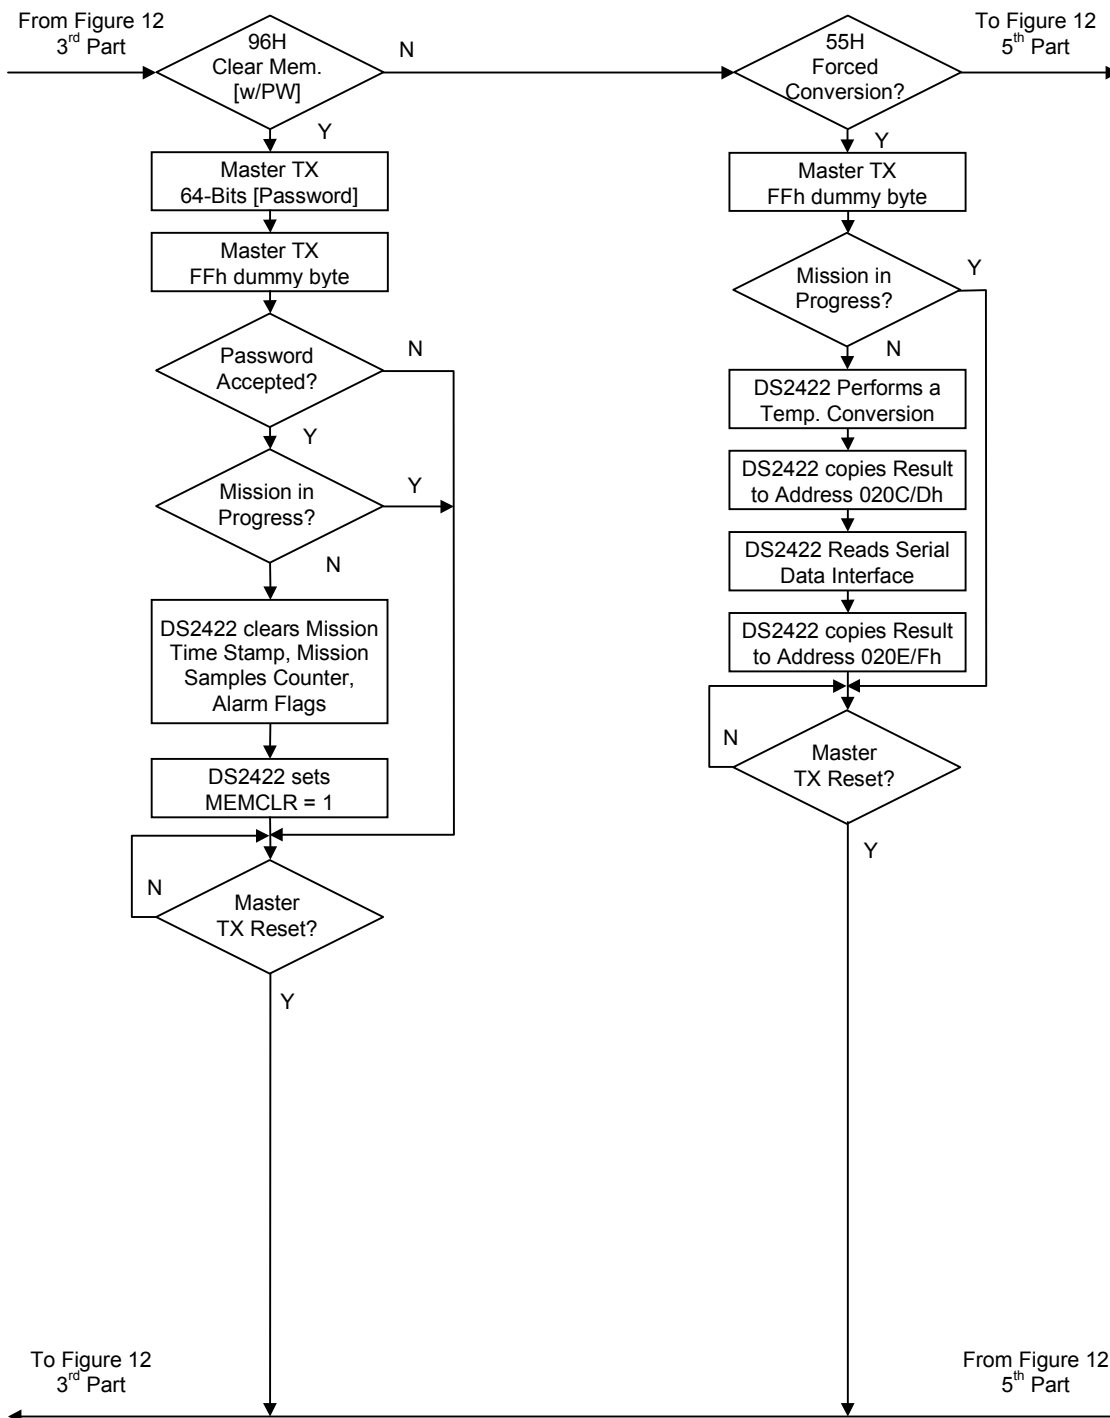 From Figure 12
3rd Part
96H
Clear Mem.
[w/PW]
N
Y
Master TX
64-Bits [Password]
Master TX
FFh dummy byte
Password
Accepted?
N
Y
Mission in
Progress?
Y
N
DS2422 clears Mission
Time Stamp, Mission
Samples Counter,
Alarm Flags
DS2422 sets
MEMCLR = 1
N
Master
TX Reset?
Y
To Figure 12
3rd Part
55H
Forced
Conversion?
To Figure 12
5th Part
Y
Master TX
FFh dummy byte
Mission in
Progress?
Y
N
DS2422 Performs a
Temp. Conversion
DS2422 copies Result
to Address 020C/Dh
DS2422 Reads Serial
Data Interface
DS2422 copies Result
to Address 020E/Fh
N
Master
TX Reset?
Y
From Figure 12
5th Part